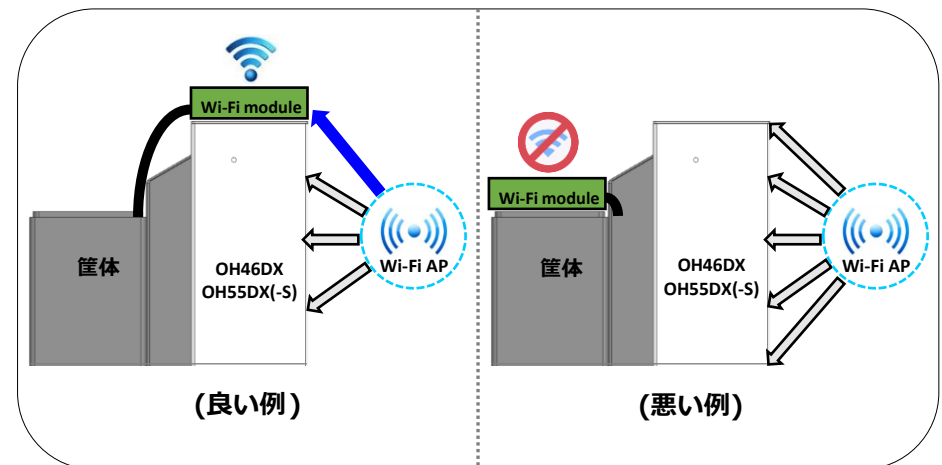 Wi-Fi module
筐体
OH46DX
OH55DX(-S)
Wi-Fi AP
(良い例)
Wi-Fi module
筐体
OH46DX
OH55DX(-S)
Wi-Fi AP
(悪い例)